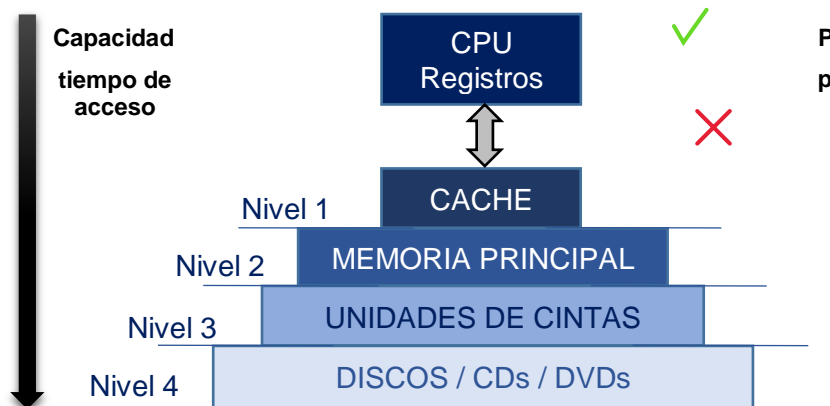 Capacidad
tiempo de
acceso
CPU
Registros
P
p
CACHE
Nivel 1
MEMORIA PRINCIPAL
Nivel 2
UNIDADES DE CINTAS
Nivel 3
DISCOS / CDs / DVDs
Nivel 4